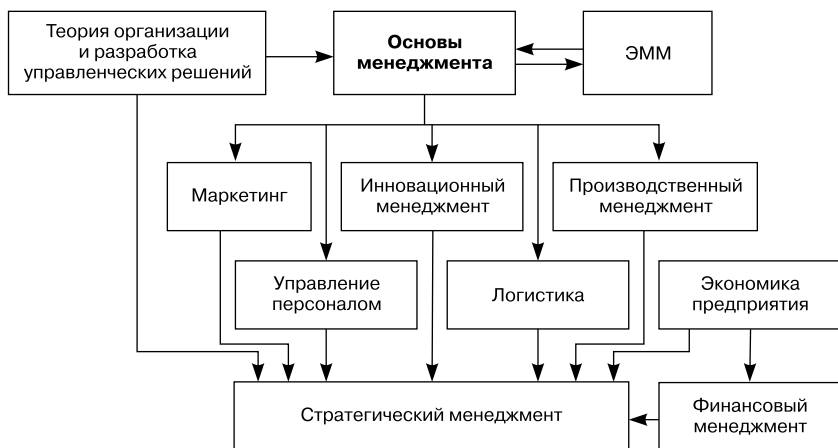 Теория организации
и разработка
управленческих решений
Основы
менеджмента
ЭММ
Маркетинг
Инновационный
менеджмент
Производственный
менеджмент
Управление
персоналом
Логистика
Экономика
предприятия
Стратегический менеджмент
Финансовый
менеджмент